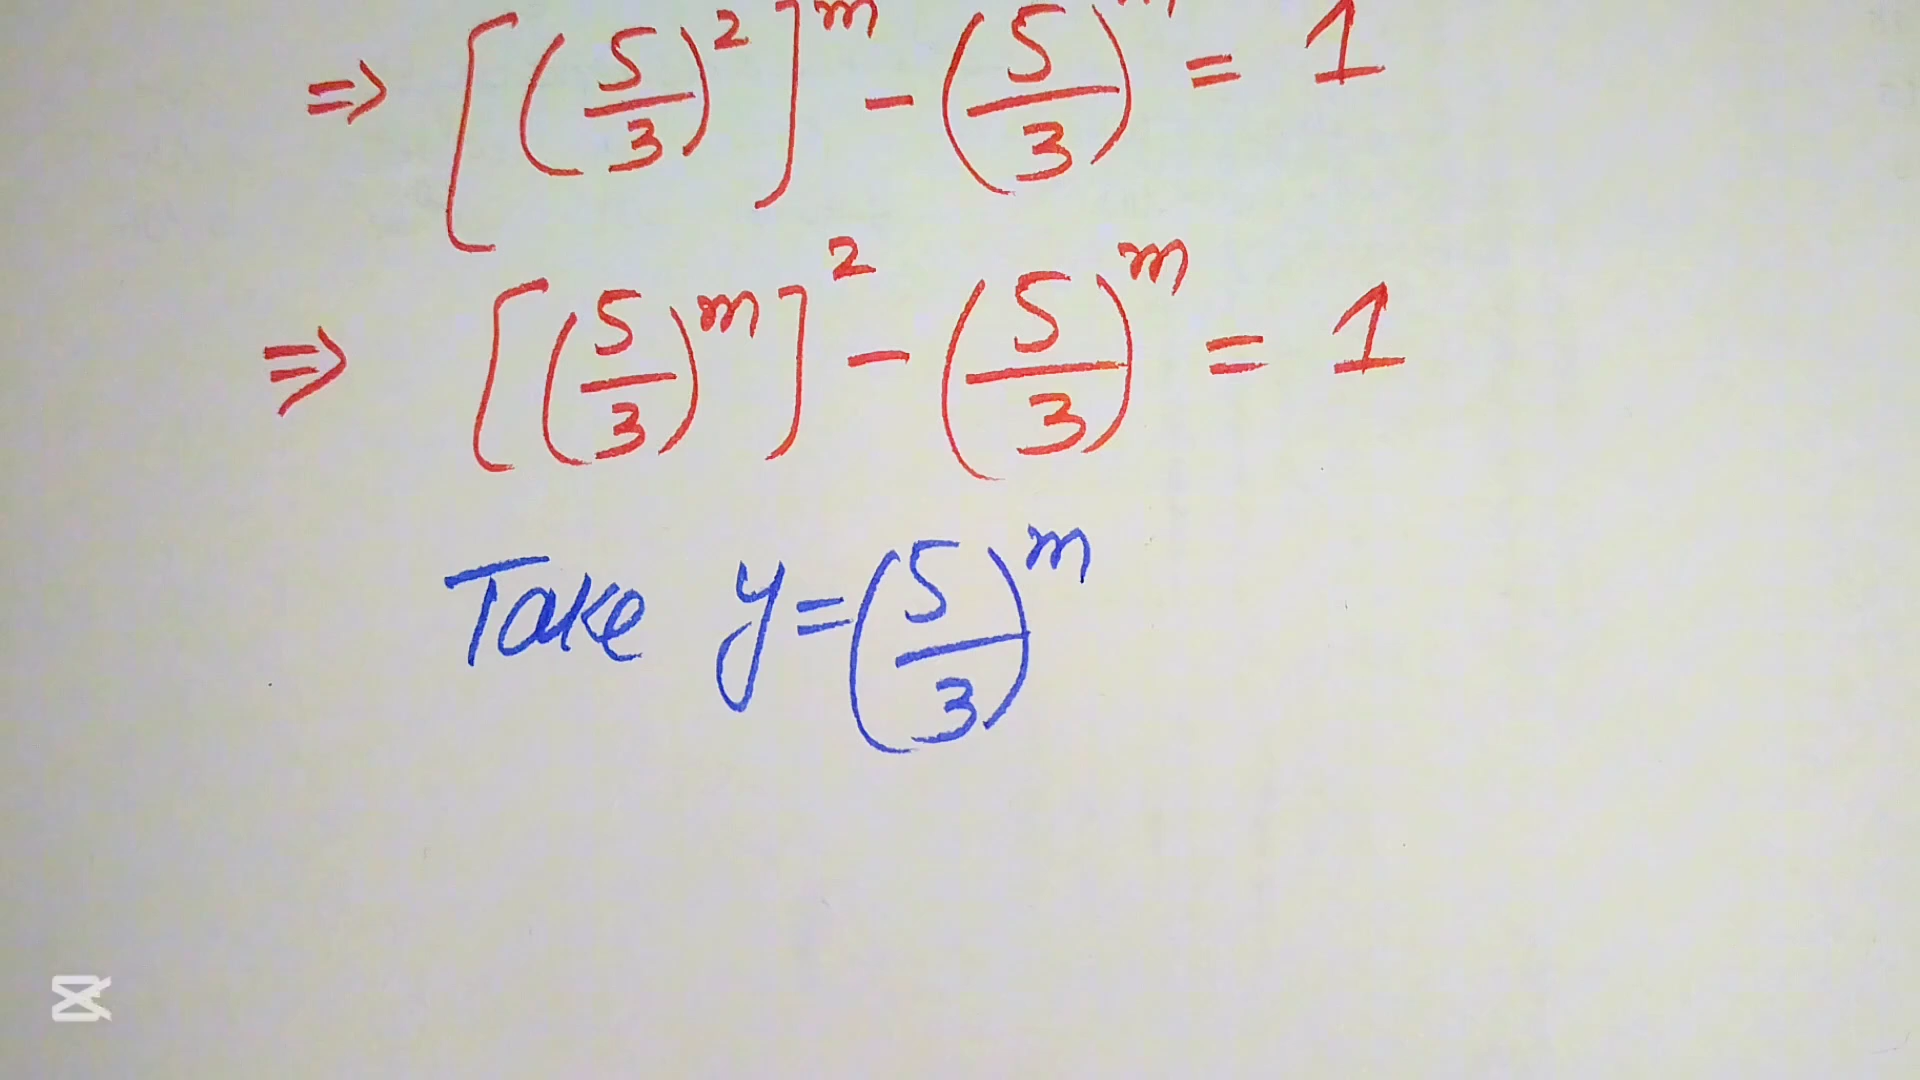 ⇒ [(5/3)²]ᵐ - (5/3)ᵐ = 1
⇒ [(5/3)ᵐ]² - (5/3)ᵐ = 1
Take y = (5/3)ᵐ